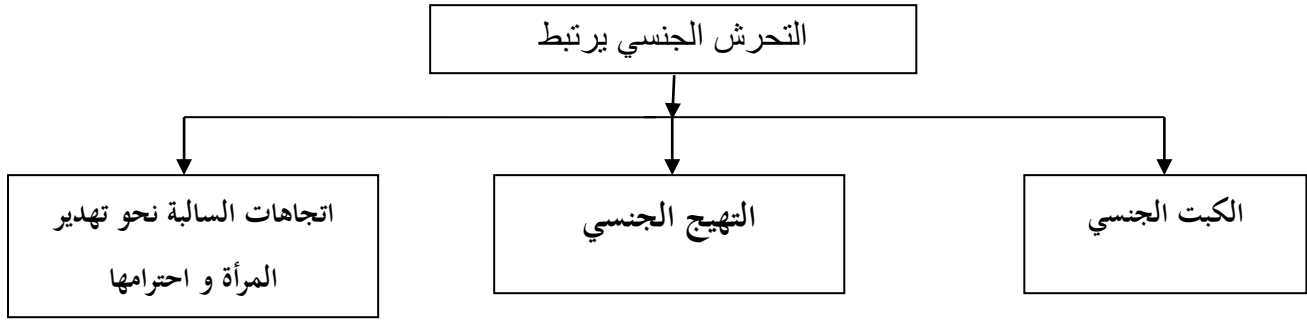 التحرش الجنسي يرتبط
الكبت الجنسي
التهيج الجنسي
اتجاهات السالبة نحو تهدير
المرأة و احترامها